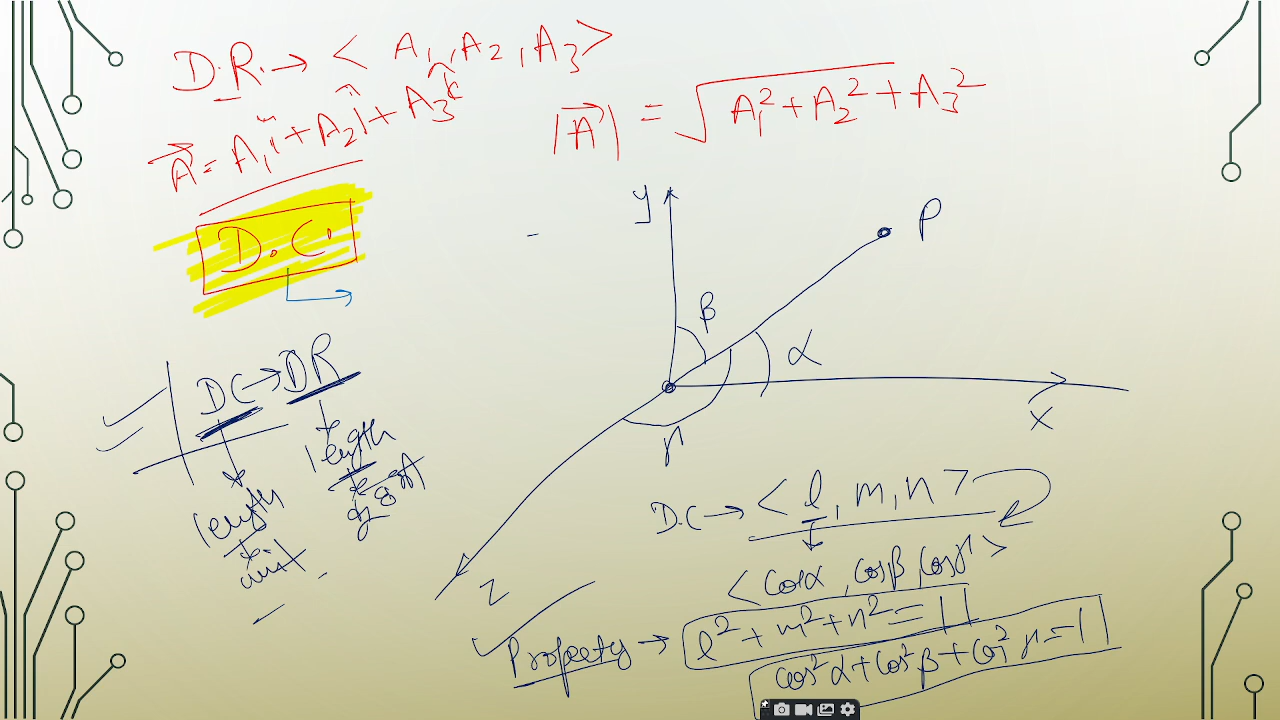 D.R. → < A₁, A₂, A₃ >
A⃗ = A₁î + A₂ĵ + A₃k̂
|A⃗| = √A₁² + A₂² + A₃²
D.C.
y
P
β
α
x
γ
z
DC → DR
length
unit
length
D.C → < l, m, n >
< cosα, cosβ, cosγ >
Property → l² + m² + n² = 1
cos²α + cos²β + cos²γ = 1